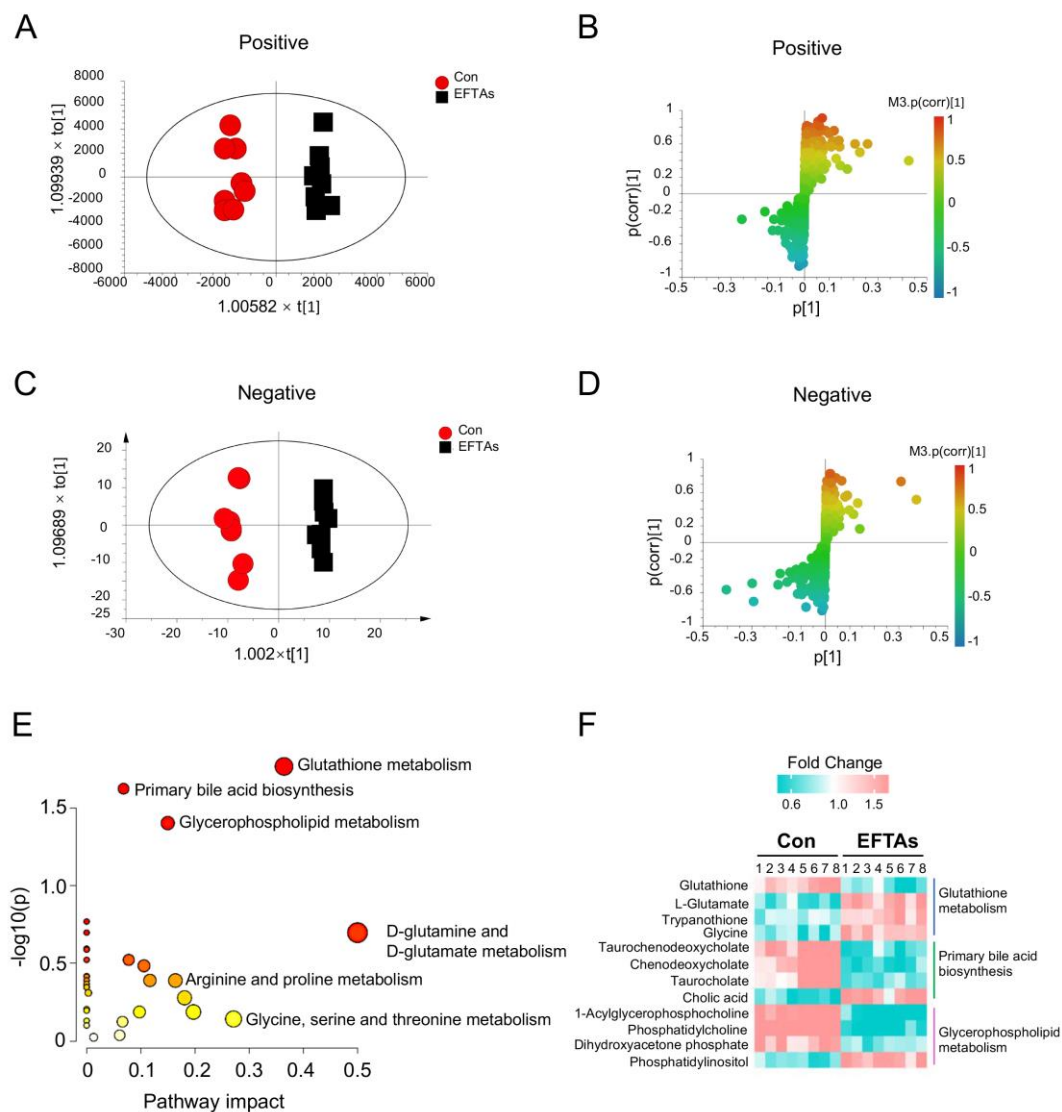 A
Positive
Con
EFTAs
8000
6000
4000
2000
0
-2000
-4000
-6000
-8000
1.09939 × to[1]
-6000 -4000 -2000 0 2000 4000 6000
1.00582 × t[1]
B
Positive
M3.p(corr)[1]
1
0.6
0.2
0
-0.2
-0.6
-1
p(corr)[1]
-0.5 -0.3 -0.1 0 0.1 0.3 0.5
p[1]
1
0.5
0
-0.5
-1
C
Negative
Con
EFTAs
20
10
0
-10
-20
-25
1.09689 × to[1]
-30 -20 -10 0 10 20
1.002×t[1]
D
Negative
M3.p(corr)[1]
1
0.6
0.2
0
-0.2
-0.6
-1
p(corr)[1]
-0.5 -0.3 -0.1 0 0.1 0.3 0.5
p[1]
1
0.5
0
-0.5
-1
E
Glutathione metabolism
Primary bile acid biosynthesis
Glycerophospholipid metabolism
D-glutamine and
D-glutamate metabolism
Arginine and proline metabolism
Glycine, serine and threonine metabolism
1.5
1.0
0.5
0
-log10(p)
0 0.1 0.2 0.3 0.4 0.5
Pathway impact
F
Fold Change
0.6 1.0 1.5
Con EFTAs
1 2 3 4 5 6 7 8 1 2 3 4 5 6 7 8
Glutathione
L-Glutamate
Trypanothione
Glycine
Taurochenodeoxycholate
Chenodeoxycholate
Taurocholate
Cholic acid
1-Acylglycerophosphocholine
Phosphatidylcholine
Dihydroxyacetone phosphate
Phosphatidylinositol
Glutathione
metabolism
Primary bile acid
biosynthesis
Glycerophospholipid
metabolism